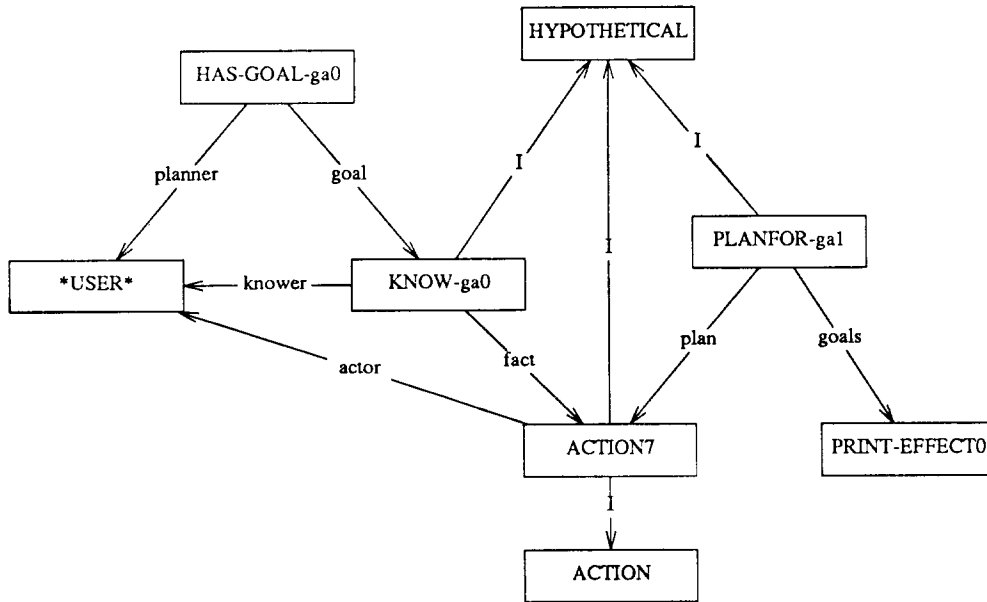 HYPOTHETICAL
HAS-GOAL-ga0
planner
goal
I
I
I
PLANFOR-ga1
*USER*
knower
KNOW-ga0
actor
fact
plan
goals
ACTION7
PRINT-EFFECT0
I
ACTION